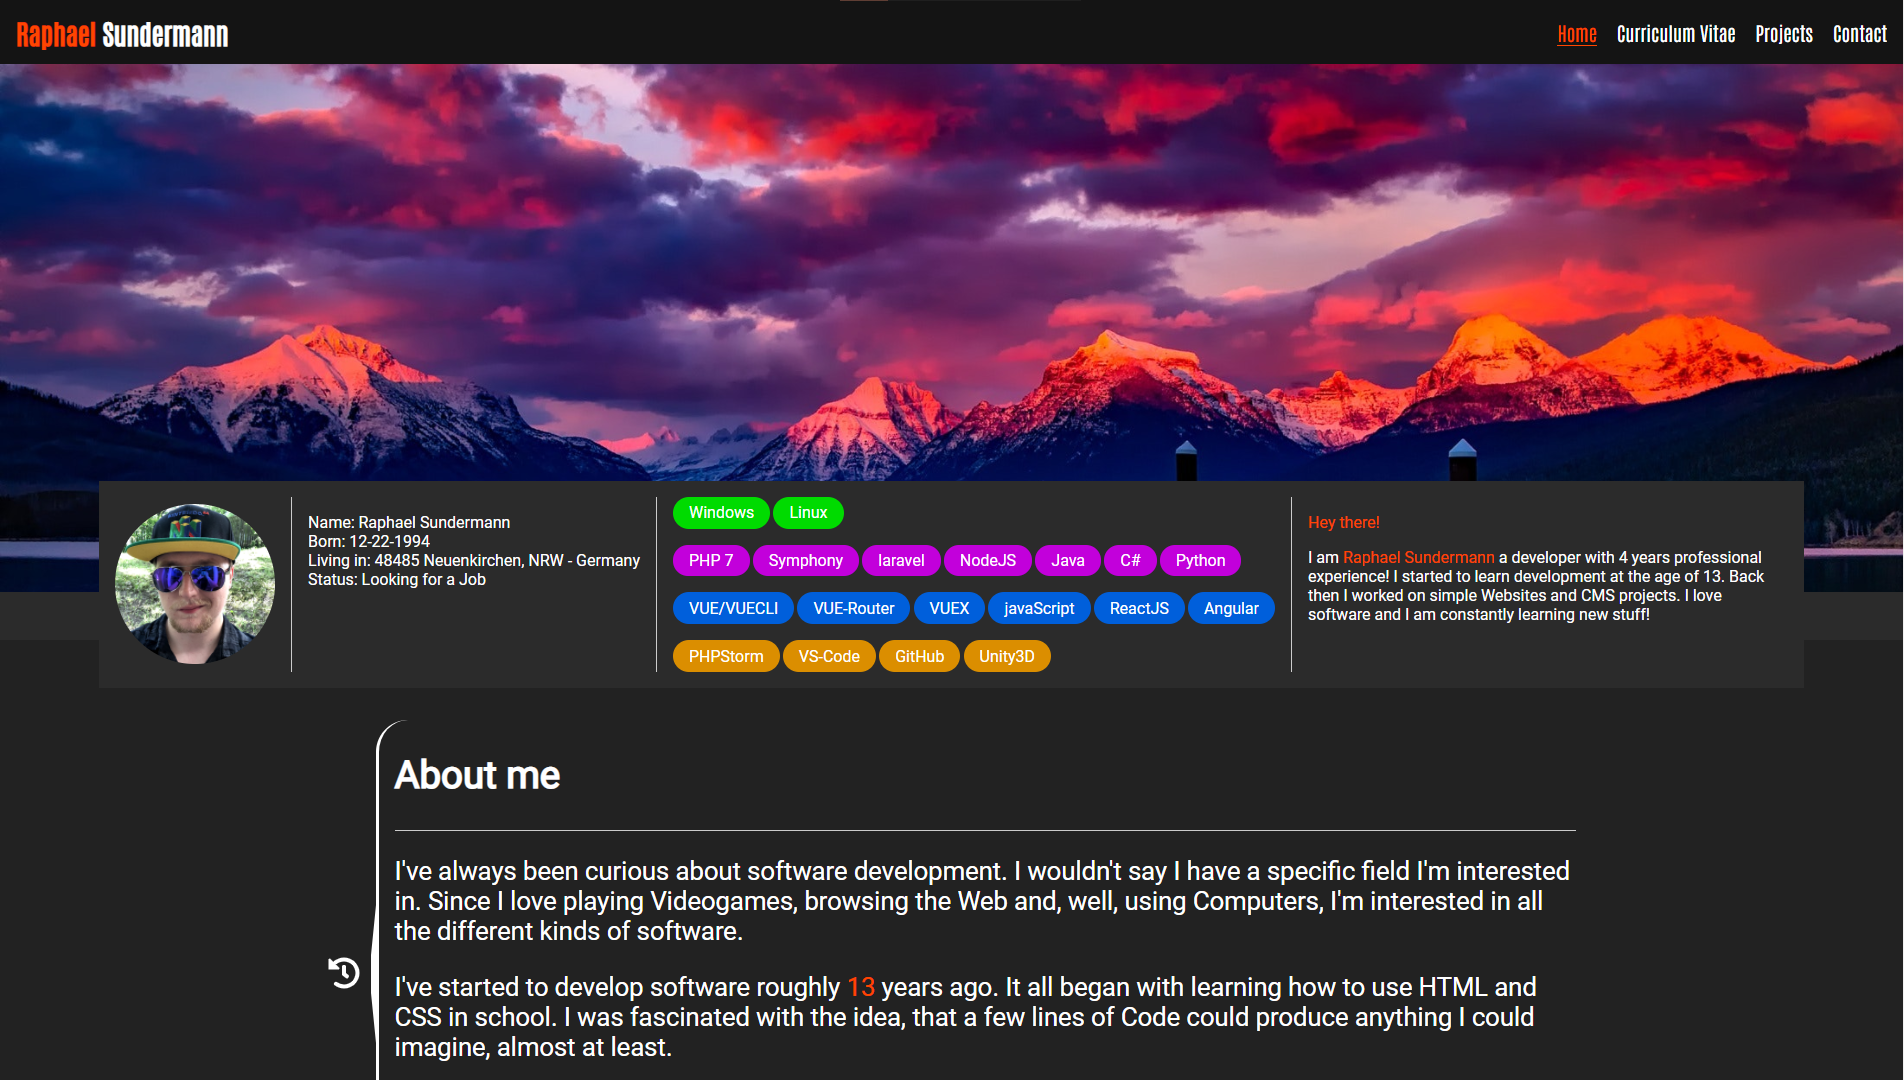 Raphael Sundermann
Home Curriculum Vitae Projects Contact
Name: Raphael Sundermann
Born: 12-22-1994
Living in: 48485 Neuenkirchen, NRW - Germany
Status: Looking for a Job
Windows Linux
PHP 7 Symphony laravel NodeJS Java C# Python
VUE/VUECLI VUE-Router VUEX javaScript ReactJS Angular
PHPStorm VS-Code GitHub Unity3D
Hey there!
I am Raphael Sundermann a developer with 4 years professional
experience! I started to learn development at the age of 13. Back
then I worked on simple Websites and CMS projects. I love
software and I am constantly learning new stuff!
About me
I've always been curious about software development. I wouldn't say I have a specific field I'm interested
in. Since I love playing Videogames, browsing the Web and, well, using Computers, I'm interested in all
the different kinds of software.
I've started to develop software roughly 13 years ago. It all began with learning how to use HTML and
CSS in school. I was fascinated with the idea, that a few lines of Code could produce anything I could
imagine, almost at least.